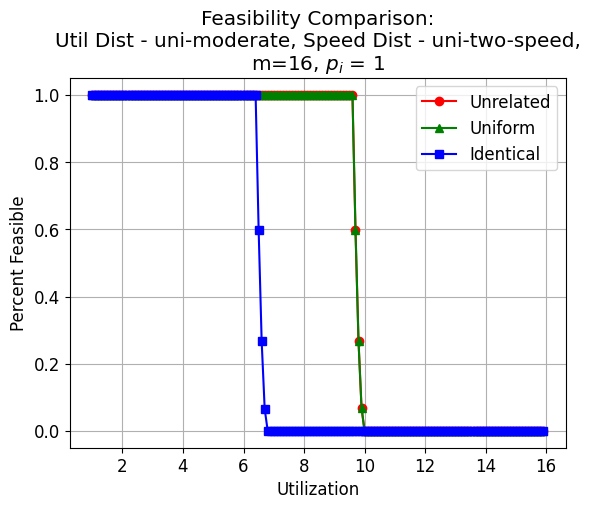 Feasibility Comparison:
Util Dist - uni-moderate, Speed Dist - uni-two-speed,
m=16, $p_i$ = 1
Unrelated
Uniform
Identical
1.0
0.8
0.6
0.4
0.2
0.0
Percent Feasible
2 4 6 8 10 12 14 16
Utilization